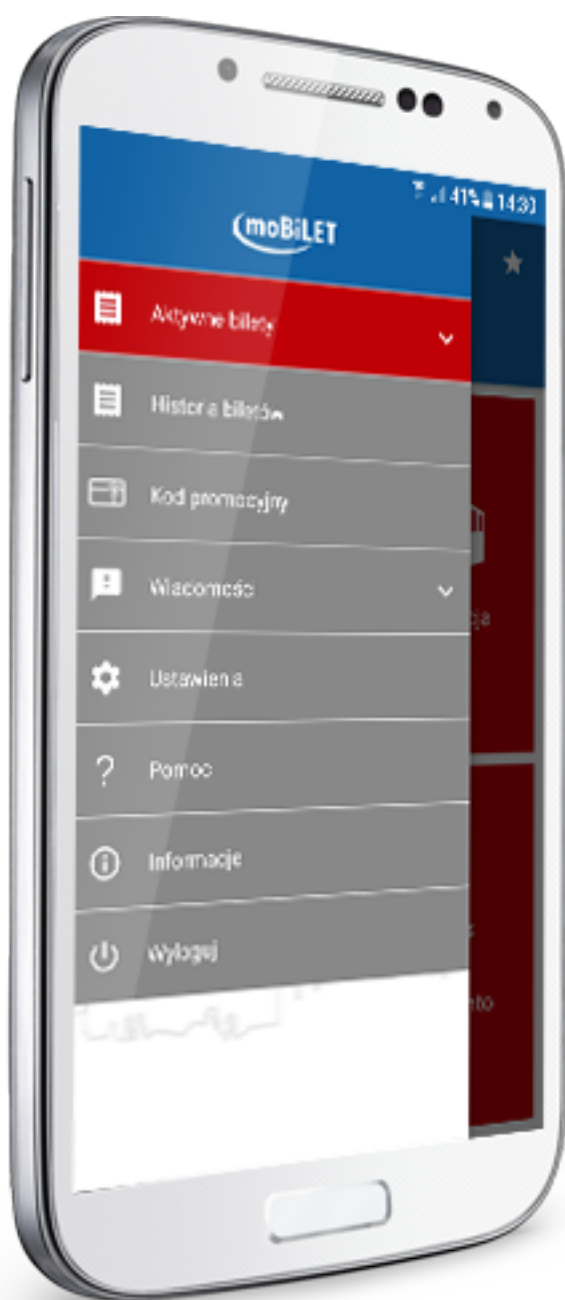 41% 14:30
moBiLET
Aktywne bilety
Historia biletów
Kod promocyjny
Wiadomości
Ustawienia
Pomoc
Informacje
Wyloguj